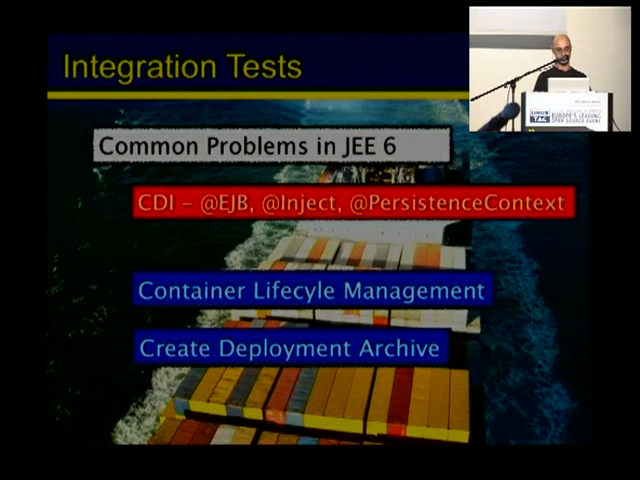 Integration Tests
Common Problems in JEE 6
CDI – @EJB, @Inject, @PersistenceContext
Container Lifecyle Management
Create Deployment Archive
LINUX
TAG
EUROPE'S LEADING
OPEN SOURCE EVENT